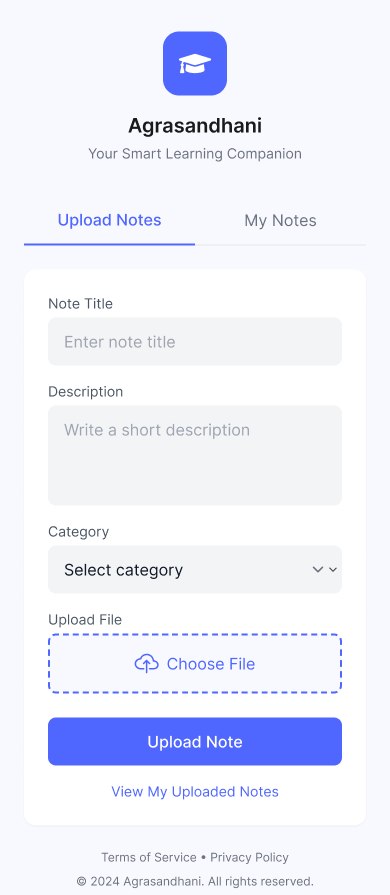 Agrasandhani
Your Smart Learning Companion
Upload Notes
My Notes
Note Title
Enter note title
Description
Write a short description
Category
Select category
Upload File
Choose File
Upload Note
View My Uploaded Notes
Terms of Service • Privacy Policy
© 2024 Agrasandhani. All rights reserved.